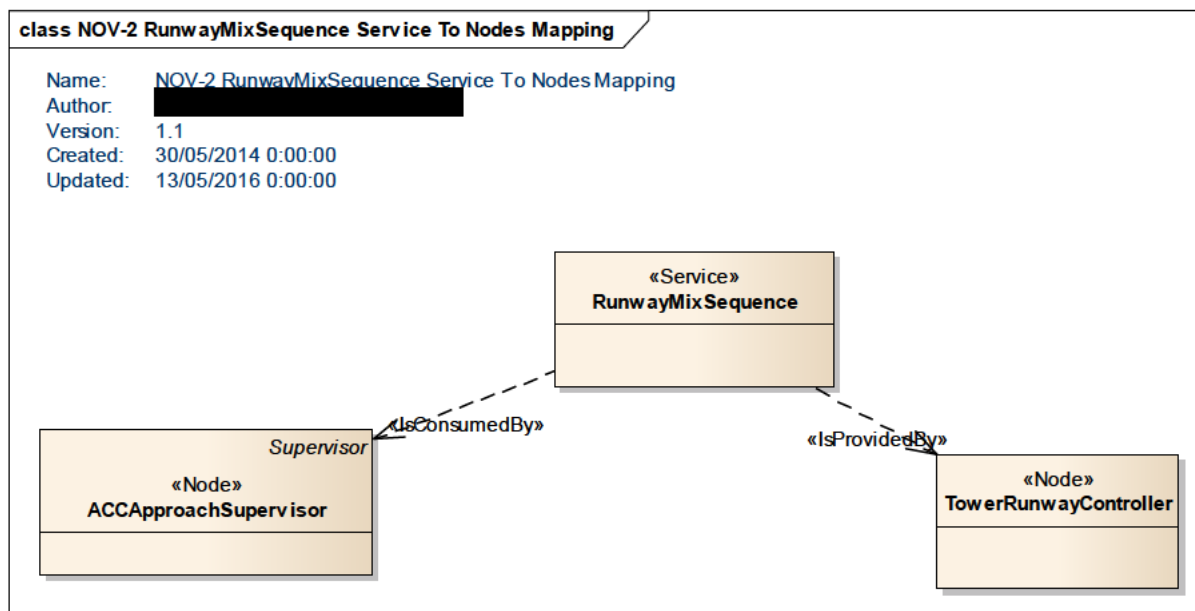 class NOV-2 RunwayMixSequence Service To Nodes Mapping
Name: NOV-2 RunwayMixSequence Service To Nodes Mapping
Author:
Version: 1.1
Created: 30/05/2014 0:00:00
Updated: 13/05/2016 0:00:00
«Service»
RunwayMixSequence
«IsConsumedBy»
«IsProvidedBy»
Supervisor
«Node»
ACCApproachSupervisor
«Node»
TowerRunwayController